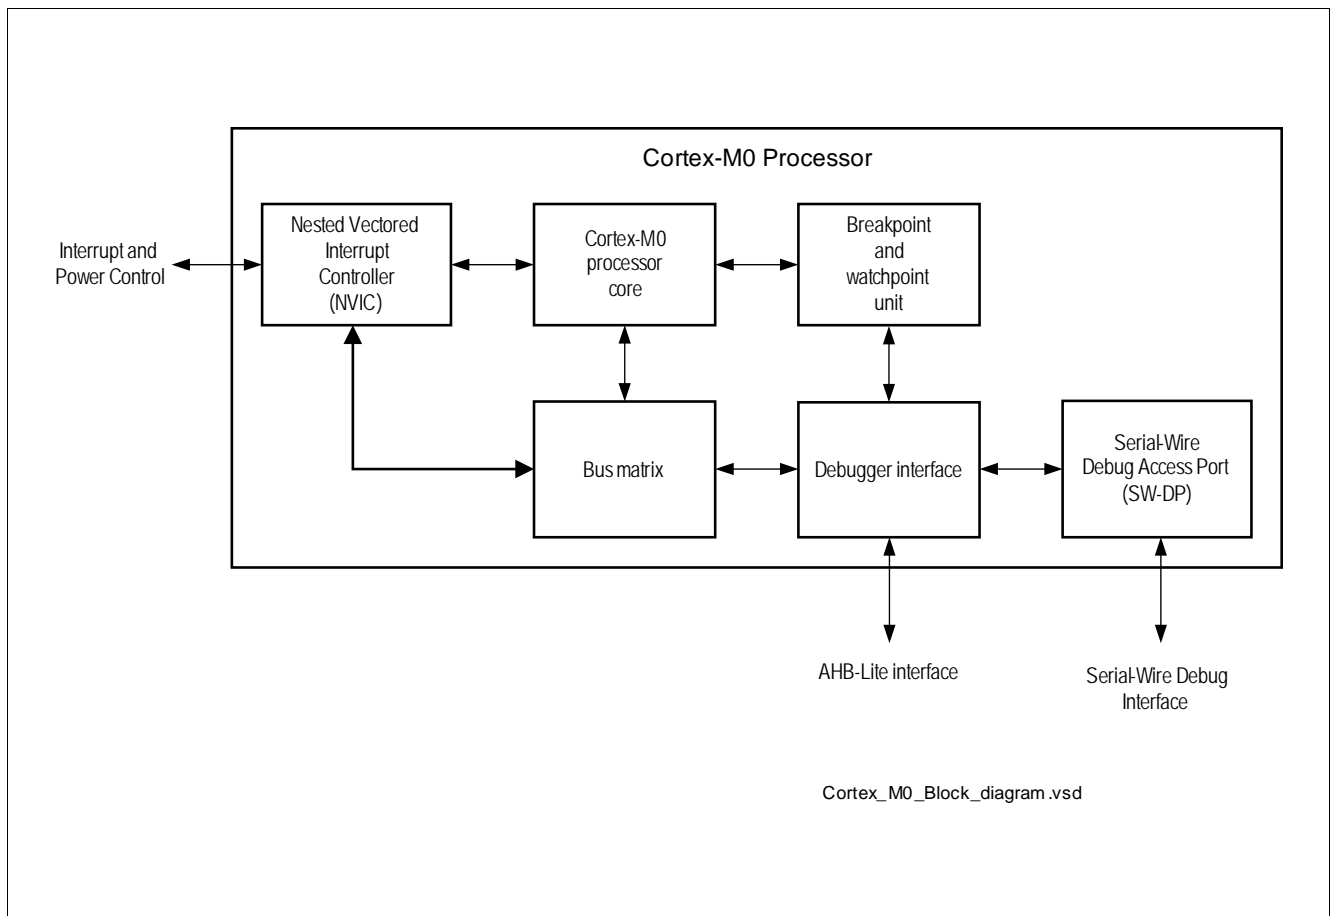 Cortex-M0 Processor
Interrupt and
Power Control
Nested Vectored
Interrupt
Controller
(NVIC)
Cortex-M0
processor
core
Breakpoint
and
watchpoint
unit
Bus matrix
Debugger interface
Serial-Wire
Debug Access Port
(SW-DP)
AHB-Lite interface
Serial-Wire Debug
Interface
Cortex_M0_Block_diagram.vsd